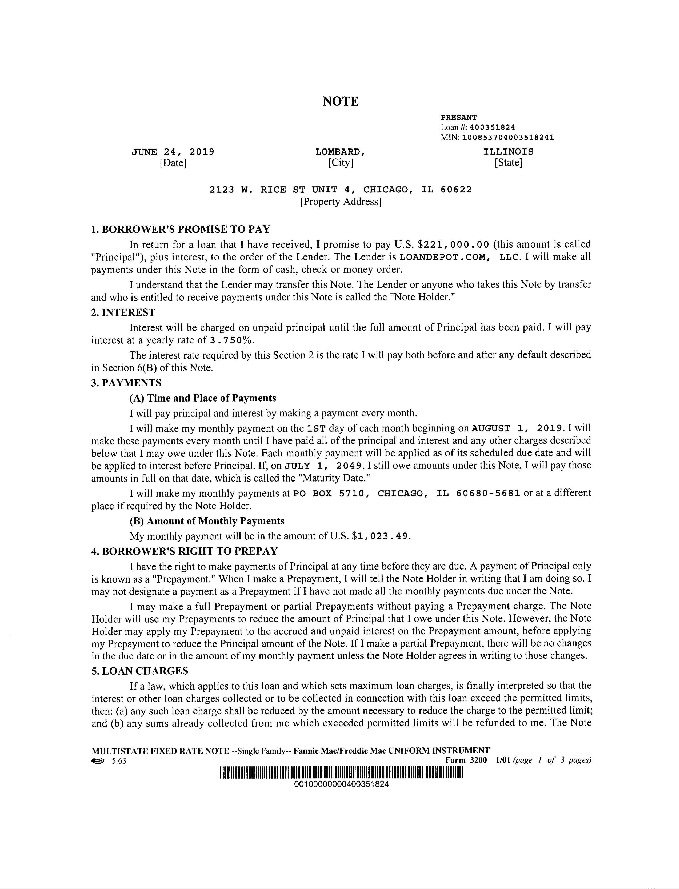 NOTE
PRESANT
Loan #: 400351824
MIN: 100853704003518241
JUNE 24, 2019 LOMBARD, ILLINOIS
[Date] [City] [State]
2123 W. RICE ST UNIT 4, CHICAGO, IL 60622
[Property Address]
1. BORROWER'S PROMISE TO PAY
In return for a loan that I have received, I promise to pay U.S. $221,000.00 (this amount is called
"Principal"), plus interest, to the order of the Lender. The Lender is LOANDEPOT.COM, LLC. I will make all
payments under this Note in the form of cash, check or money order.
I understand that the Lender may transfer this Note. The Lender or anyone who takes this Note by transfer
and who is entitled to receive payments under this Note is called the "Note Holder."
2. INTEREST
Interest will be charged on unpaid principal until the full amount of Principal has been paid. I will pay
interest at a yearly rate of 3.750%.
The interest rate required by this Section 2 is the rate I will pay both before and after any default described
in Section 6(B) of this Note.
3. PAYMENTS
(A) Time and Place of Payments
I will pay principal and interest by making a payment every month.
I will make my monthly payment on the 1ST day of each month beginning on AUGUST 1, 2019. I will
make these payments every month until I have paid all of the principal and interest and any other charges described
below that I may owe under this Note. Each monthly payment will be applied as of its scheduled due date and will
be applied to interest before Principal. If, on JULY 1, 2049, I still owe amounts under this Note, I will pay those
amounts in full on that date, which is called the "Maturity Date."
I will make my monthly payments at PO BOX 5710, CHICAGO, IL 60680-5681 or at a different
place if required by the Note Holder.
(B) Amount of Monthly Payments
My monthly payment will be in the amount of U.S. $1,023.49.
4. BORROWER'S RIGHT TO PREPAY
I have the right to make payments of Principal at any time before they are due. A payment of Principal only
is known as a "Prepayment." When I make a Prepayment, I will tell the Note Holder in writing that I am doing so. I
may not designate a payment as a Prepayment if I have not made all the monthly payments due under the Note.
I may make a full Prepayment or partial Prepayments without paying a Prepayment charge. The Note
Holder will use my Prepayments to reduce the amount of Principal that I owe under this Note. However, the Note
Holder may apply my Prepayment to the accrued and unpaid interest on the Prepayment amount, before applying
my Prepayment to reduce the Principal amount of the Note. If I make a partial Prepayment, there will be no changes
in the due date or in the amount of my monthly payment unless the Note Holder agrees in writing to those changes.
5. LOAN CHARGES
If a law, which applies to this loan and which sets maximum loan charges, is finally interpreted so that the
interest or other loan charges collected or to be collected in connection with this loan exceed the permitted limits,
then: (a) any such loan charge shall be reduced by the amount necessary to reduce the charge to the permitted limit;
and (b) any sums already collected from me which exceeded permitted limits will be refunded to me. The Note
MULTISTATE FIXED RATE NOTE--Single Family--Fannie Mae/Freddie Mac UNIFORM INSTRUMENT
Form 3200 1/01 (page 1 of 3 pages)
00100000000400351824